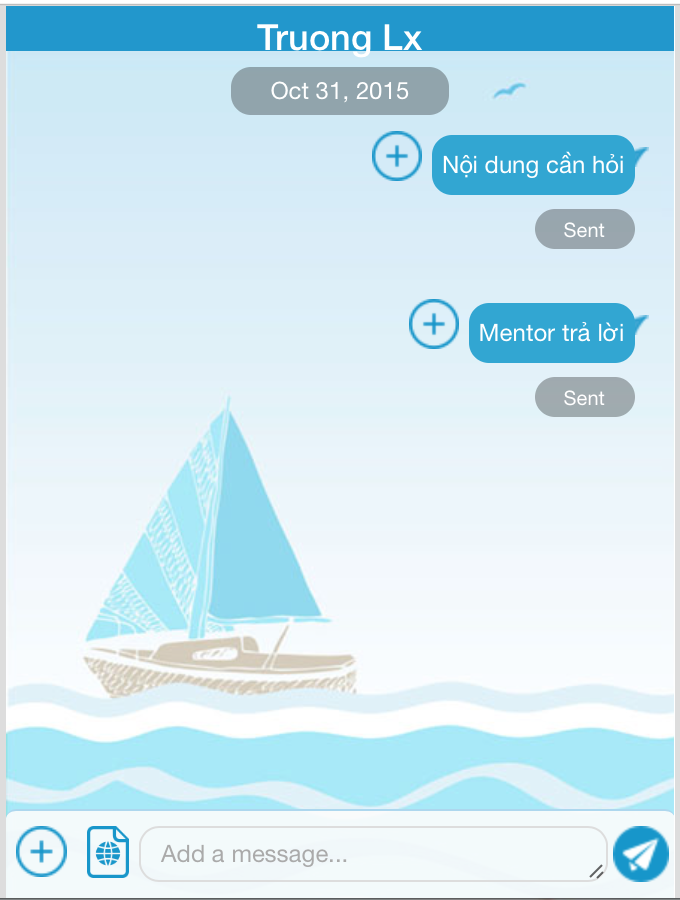 Truong Lx
Oct 31, 2015
Nội dung cần hỏi
Sent
Mentor trả lời
Sent
Add a message...